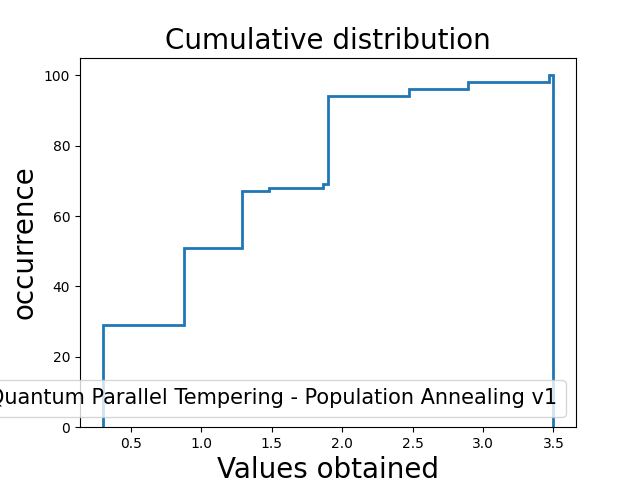 Cumulative distribution
100
80
60
40
20
0
occurrence
Quantum Parallel Tempering - Population Annealing v1
0.5 1.0 1.5 2.0 2.5 3.0 3.5
Values obtained